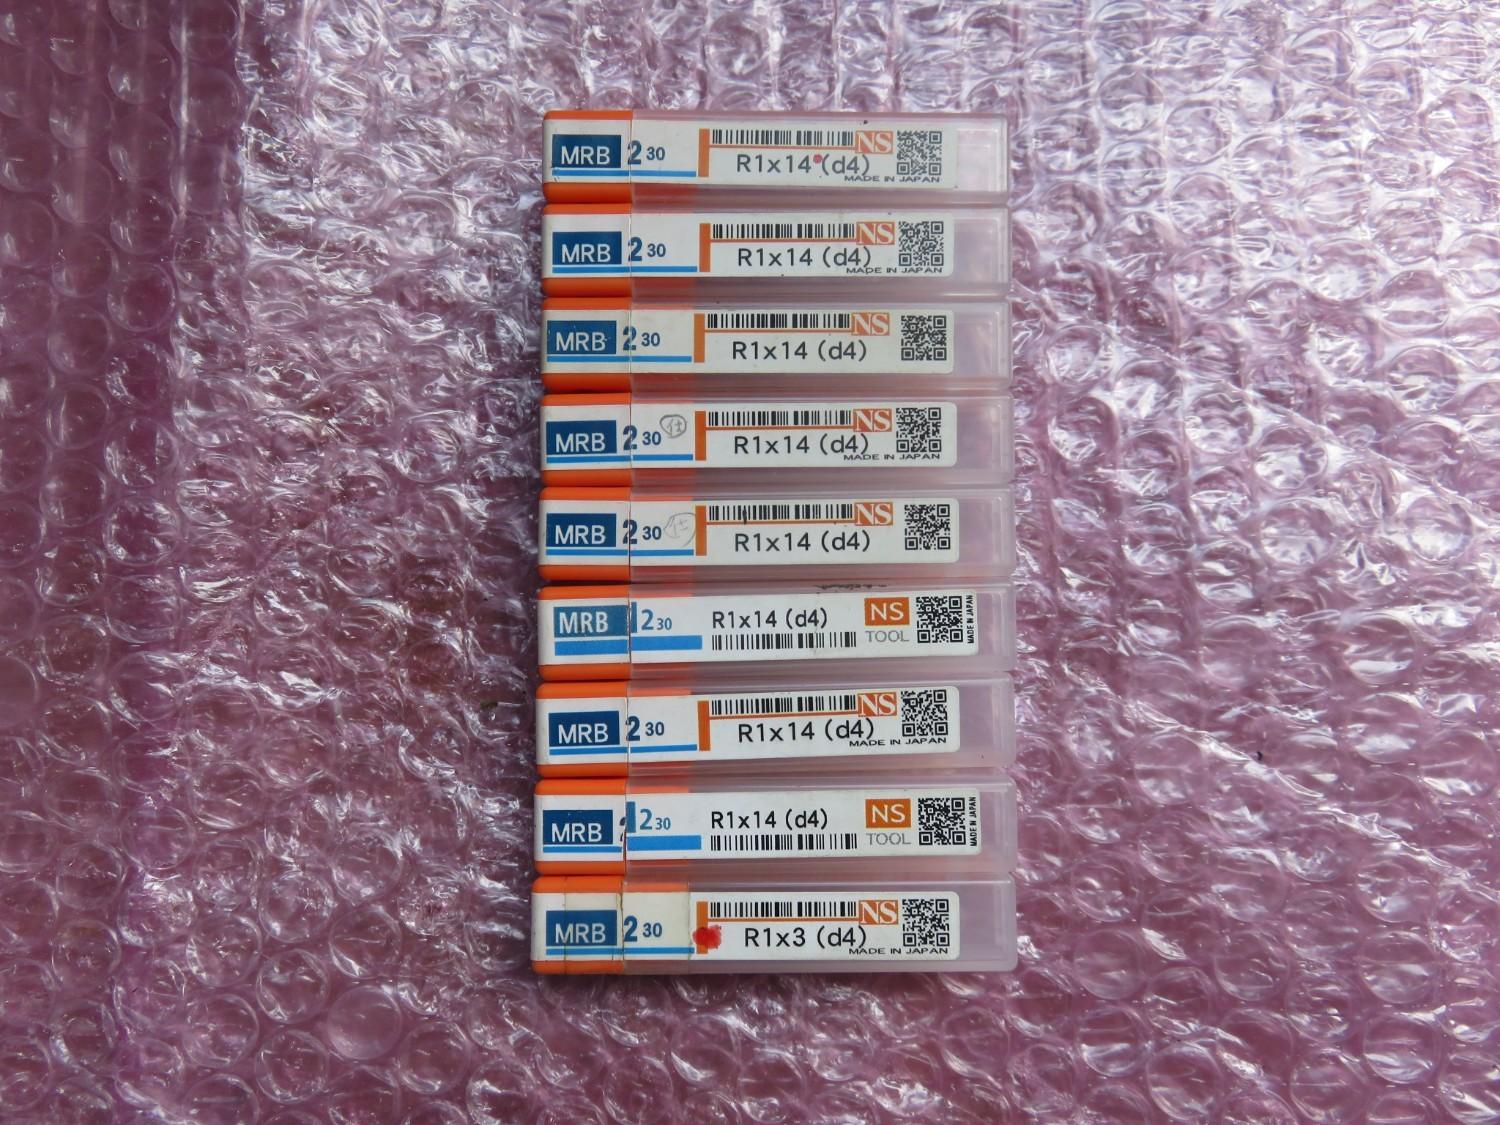 MRB 2 30 NS
R1x14 (d4)
MADE IN JAPAN
MRB 2 30 NS
R1x14 (d4)
MADE IN JAPAN
MRB 2 30 NS
R1x14 (d4)
MRB 2 30 仕 NS
R1x14 (d4)
MADE IN JAPAN
MRB 2 30 仕 NS
R1x14 (d4)
MRB 2 30 R1x14 (d4) NS
TOOL
MADE IN JAPAN
MRB 2 30 NS
R1x14 (d4)
MADE IN JAPAN
MRB 2 30 R1x14 (d4) NS
TOOL
MADE IN JAPAN
MRB 2 30 NS
R1x3 (d4)
MADE IN JAPAN